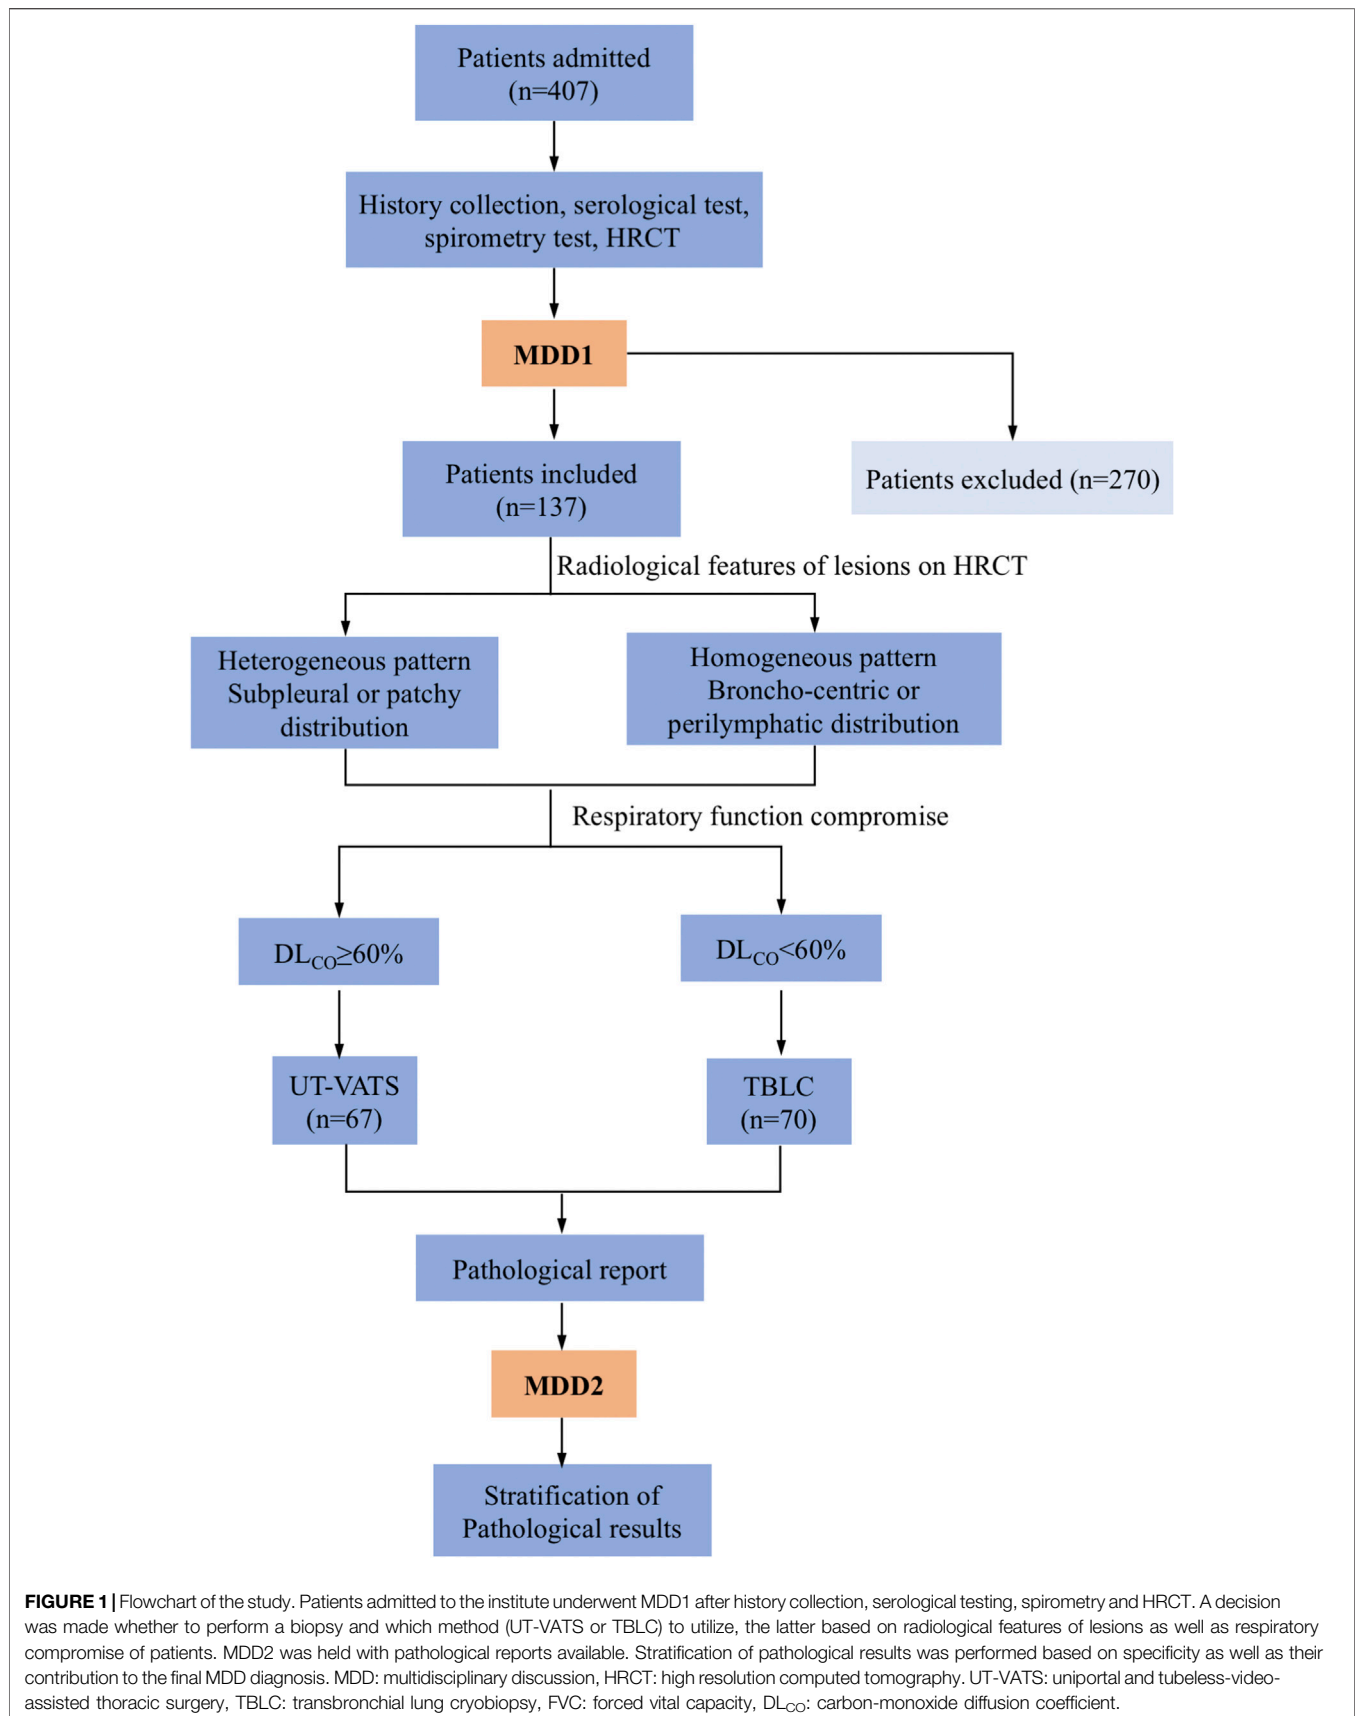 Patients admitted
(n=407)
History collection, serological test,
spirometry test, HRCT
MDD1
Patients included
(n=137)
Patients excluded (n=270)
Radiological features of lesions on HRCT
Heterogeneous pattern
Subpleural or patchy
distribution
Homogeneous pattern
Broncho-centric or
perilymphatic distribution
Respiratory function compromise
DLCO≥60%
DLCO<60%
UT-VATS
(n=67)
TBLC
(n=70)
Pathological report
MDD2
Stratification of
Pathological results
FIGURE 1 | Flowchart of the study. Patients admitted to the institute underwent MDD1 after history collection, serological testing, spirometry and HRCT. A decision
was made whether to perform a biopsy and which method (UT-VATS or TBLC) to utilize, the latter based on radiological features of lesions as well as respiratory
compromise of patients. MDD2 was held with pathological reports available. Stratification of pathological results was performed based on specificity as well as their
contribution to the final MDD diagnosis. MDD: multidisciplinary discussion, HRCT: high resolution computed tomography. UT-VATS: uniportal and tubeless-video-
assisted thoracic surgery, TBLC: transbronchial lung cryobiopsy, FVC: forced vital capacity, DLCO: carbon-monoxide diffusion coefficient.